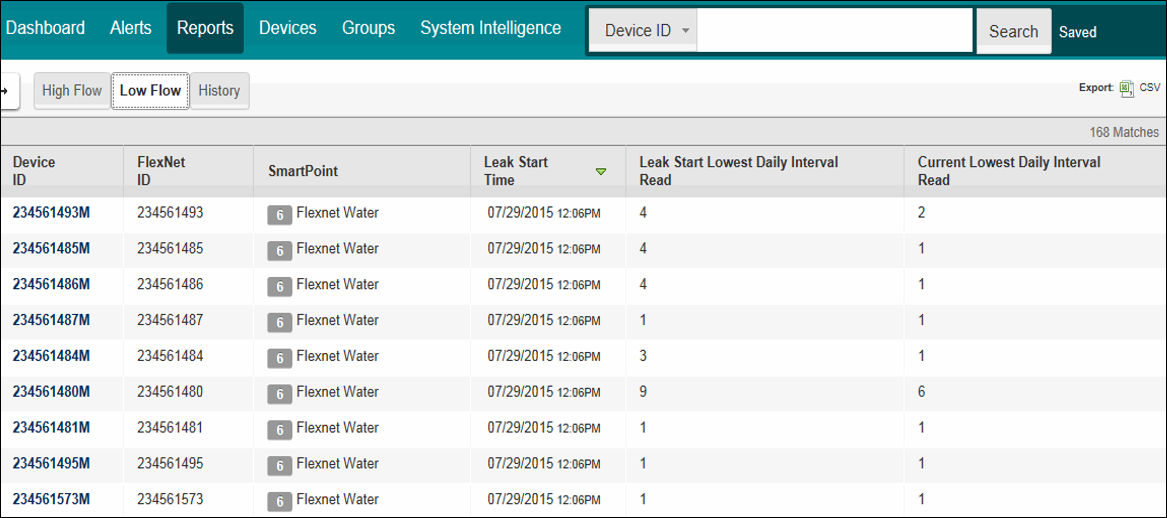 Dashboard Alerts Reports Devices Groups System Intelligence Device ID Search Saved
High Flow Low Flow History Export: CSV
168 Matches
Device ID FlexNet ID SmartPoint Leak Start Time Leak Start Lowest Daily Interval Read Current Lowest Daily Interval Read
234561493M 234561493 6 Flexnet Water 07/29/2015 12:06PM 4 2
234561485M 234561485 6 Flexnet Water 07/29/2015 12:06PM 4 1
234561486M 234561486 6 Flexnet Water 07/29/2015 12:06PM 4 1
234561487M 234561487 6 Flexnet Water 07/29/2015 12:06PM 1 1
234561484M 234561484 6 Flexnet Water 07/29/2015 12:06PM 3 1
234561480M 234561480 6 Flexnet Water 07/29/2015 12:06PM 9 6
234561481M 234561481 6 Flexnet Water 07/29/2015 12:06PM 1 1
234561495M 234561495 6 Flexnet Water 07/29/2015 12:06PM 1 1
234561573M 234561573 6 Flexnet Water 07/29/2015 12:06PM 1 1